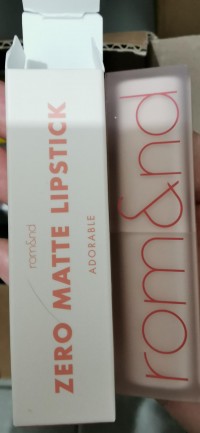 rom&nd
ZERO MATTE LIPSTICK
ADORABLE
rom&nd